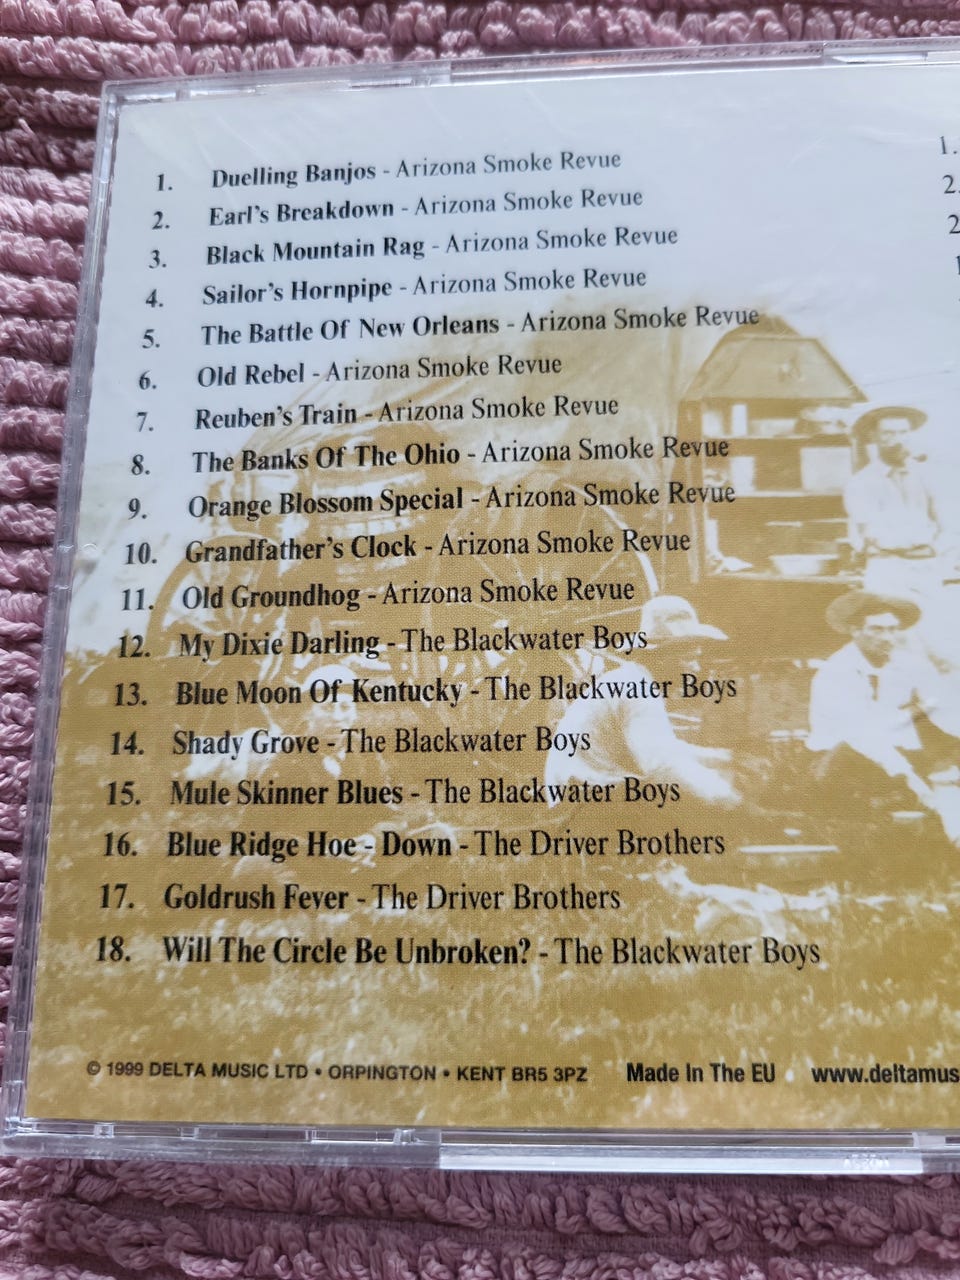 1. Duelling Banjos - Arizona Smoke Revue 1.
2. Earl's Breakdown - Arizona Smoke Revue 2.
3. Black Mountain Rag - Arizona Smoke Revue 2
4. Sailor's Hornpipe - Arizona Smoke Revue
5. The Battle Of New Orleans - Arizona Smoke Revue
6. Old Rebel - Arizona Smoke Revue
7. Reuben's Train - Arizona Smoke Revue
8. The Banks Of The Ohio - Arizona Smoke Revue
9. Orange Blossom Special - Arizona Smoke Revue
10. Grandfather's Clock - Arizona Smoke Revue
11. Old Groundhog - Arizona Smoke Revue
12. My Dixie Darling - The Blackwater Boys
13. Blue Moon Of Kentucky - The Blackwater Boys
14. Shady Grove - The Blackwater Boys
15. Mule Skinner Blues - The Blackwater Boys
16. Blue Ridge Hoe - Down - The Driver Brothers
17. Goldrush Fever - The Driver Brothers
18. Will The Circle Be Unbroken? - The Blackwater Boys
© 1999 DELTA MUSIC LTD • ORPINGTON • KENT BR5 3PZ Made In The EU • www.deltamus